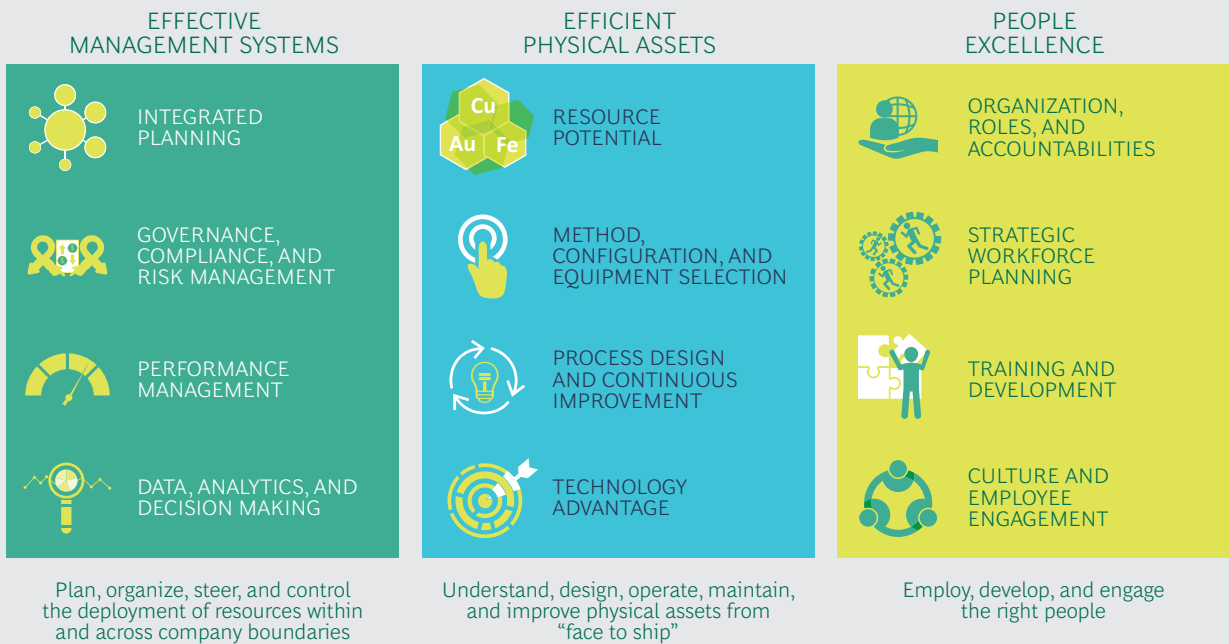 EFFECTIVE
MANAGEMENT SYSTEMS
INTEGRATED
PLANNING
GOVERNANCE,
COMPLIANCE, AND
RISK MANAGEMENT
PERFORMANCE
MANAGEMENT
DATA, ANALYTICS, AND
DECISION MAKING
Plan, organize, steer, and control
the deployment of resources within
and across company boundaries
EFFICIENT
PHYSICAL ASSETS
Cu
Au Fe
RESOURCE
POTENTIAL
METHOD,
CONFIGURATION, AND
EQUIPMENT SELECTION
PROCESS DESIGN
AND CONTINUOUS
IMPROVEMENT
TECHNOLOGY
ADVANTAGE
Understand, design, operate, maintain,
and improve physical assets from
“face to ship”
PEOPLE
EXCELLENCE
ORGANIZATION,
ROLES, AND
ACCOUNTABILITIES
STRATEGIC
WORKFORCE
PLANNING
TRAINING AND
DEVELOPMENT
CULTURE AND
EMPLOYEE
ENGAGEMENT
Employ, develop, and engage
the right people